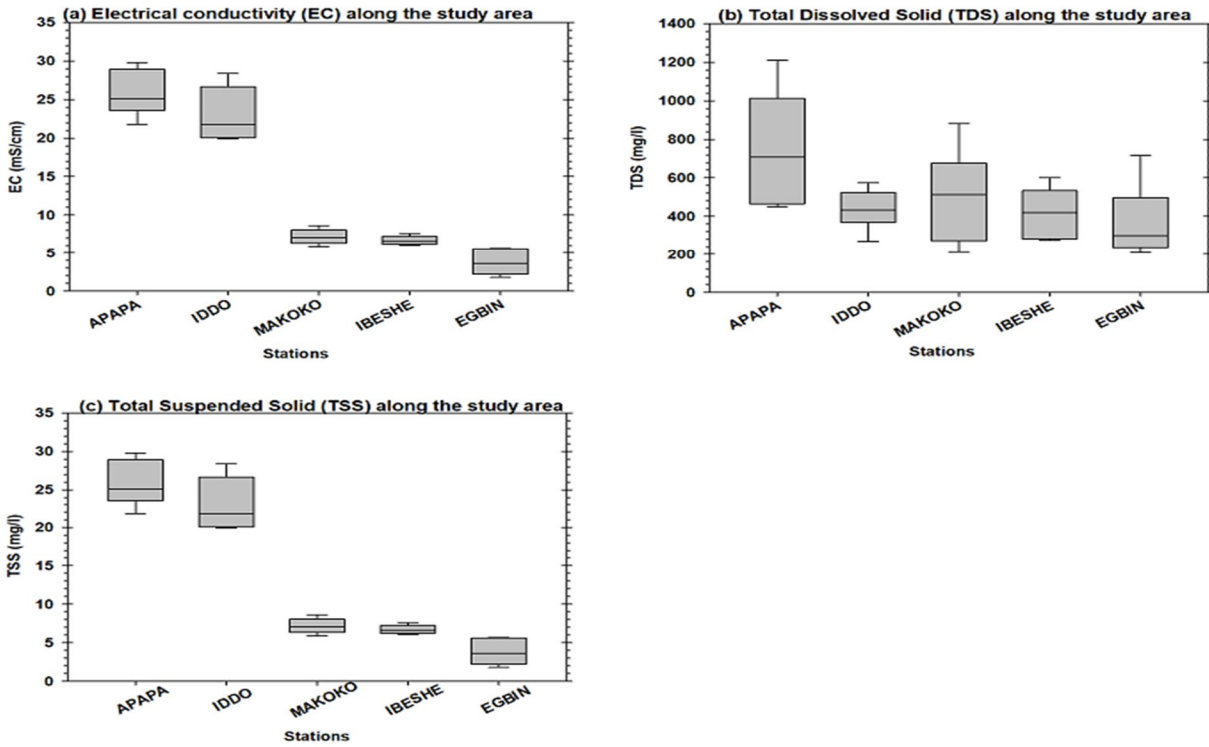 (a) Electrical conductivity (EC) along the study area
35
30
25
20
15
10
5
0
EC (mS/cm)
APAPA
IDDO
MAKOKO
IBESHE
EGBIN
Stations
(b) Total Dissolved Solid (TDS) along the study area
1400
1200
1000
800
600
400
200
0
TDS (mg/l)
APAPA
IDDO
MAKOKO
IBESHE
EGBIN
Stations
(c) Total Suspended Solid (TSS) along the study area
35
30
25
20
15
10
5
0
TSS (mg/l)
APAPA
IDDO
MAKOKO
IBESHE
EGBIN
Stations